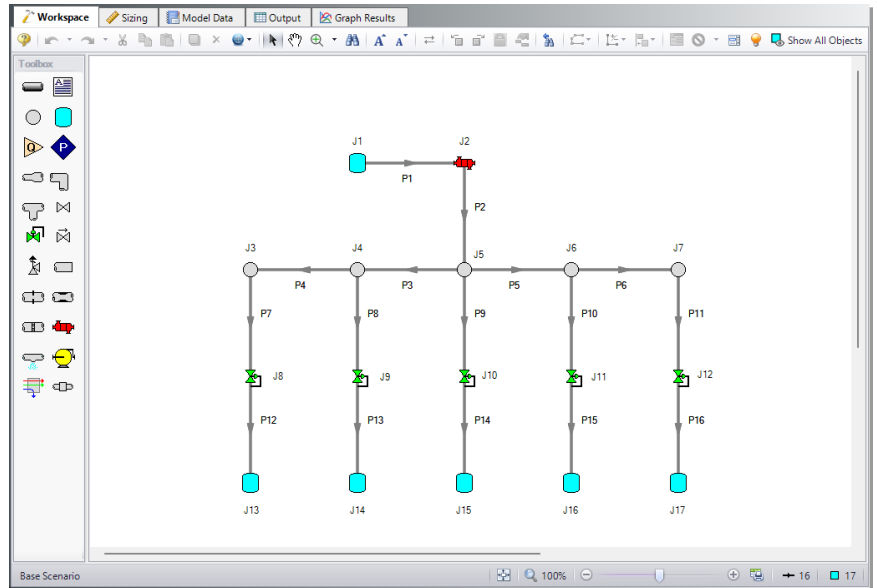 Workspace Sizing Model Data Output Graph Results
A A Show All Objects
Toolbox
A
Q P
J1 J2
P1
P2
J3 J4 J5 J6 J7
P4 P3 P5 P6
P7 P8 P9 P10 P11
J8 J9 J10 J11 J12
P12 P13 P14 P15 P16
J13 J14 J15 J16 J17
Base Scenario 100% 16 17